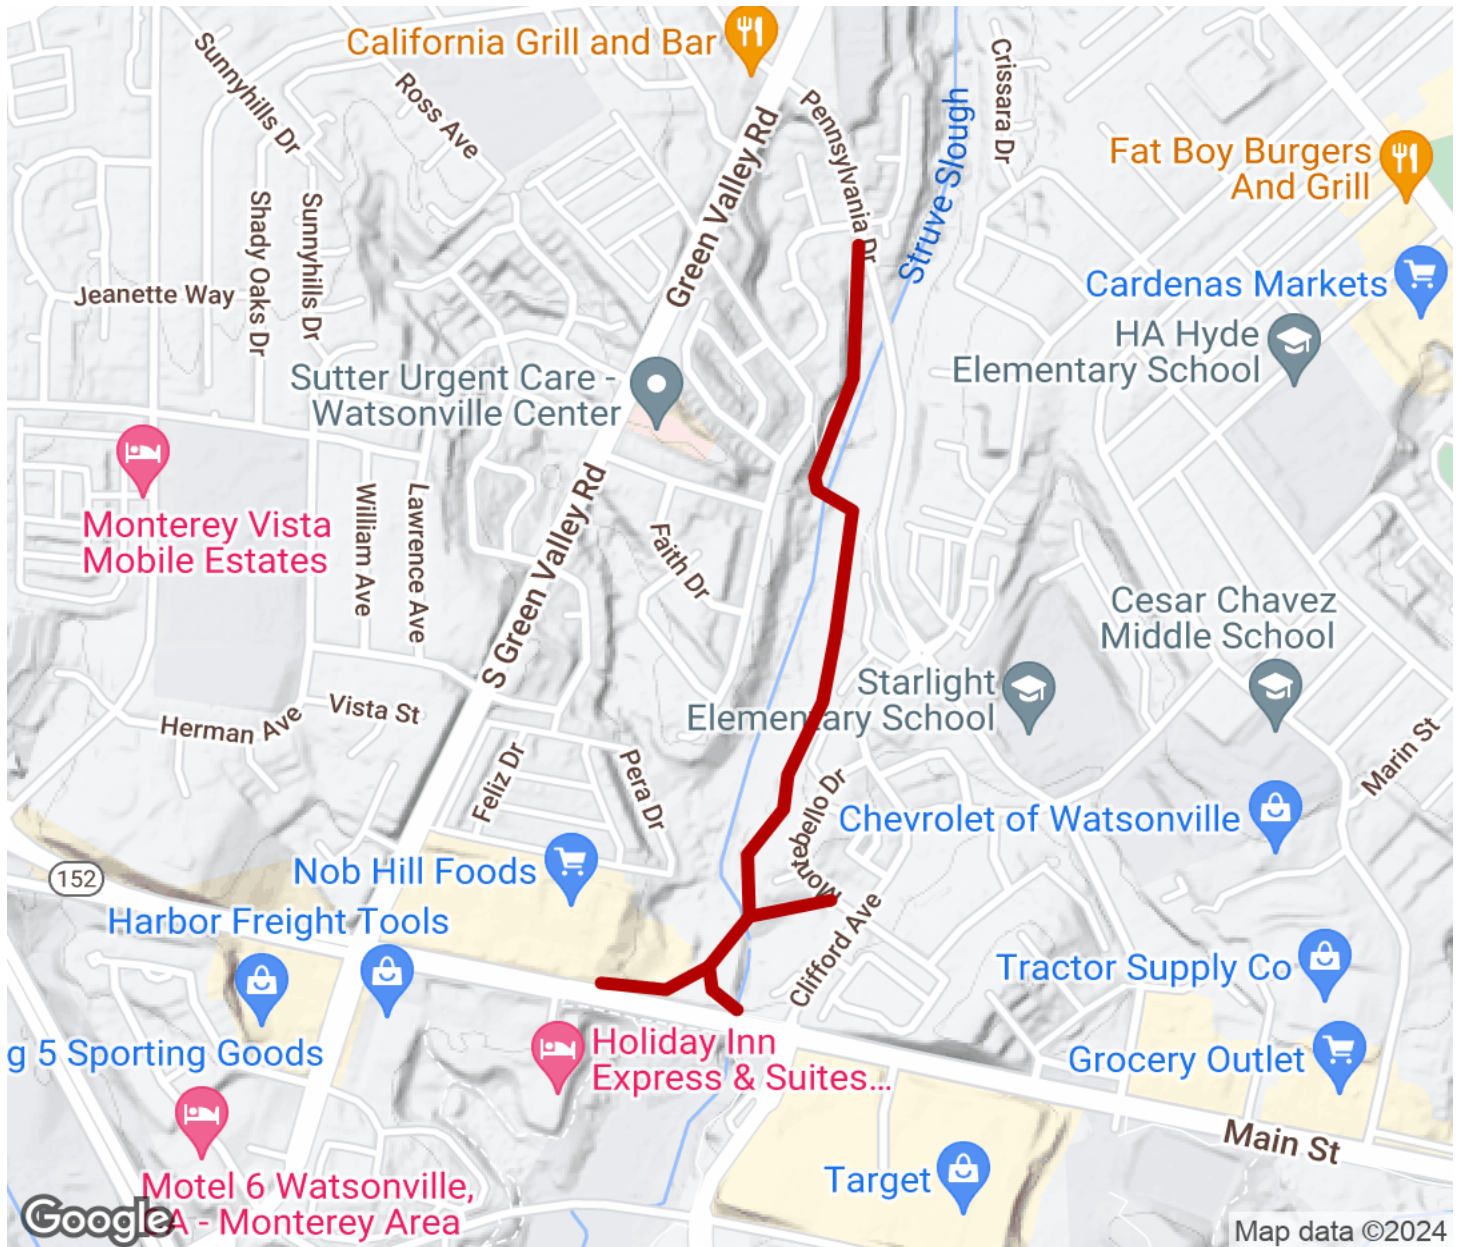 California Grill and Bar
Sunnyhills Dr
Ross Ave
Pennsylvania Dr
Crissara Dr
Struve Slough
Green Valley Rd
Fat Boy Burgers
And Grill
Shady Oaks Dr
Sunnyhills Dr
Jeanette Way
Cardenas Markets
HA Hyde
Elementary School
Sutter Urgent Care -
Watsonville Center
Monterey Vista
Mobile Estates
William Ave
Lawrence Ave
S Green Valley Rd
Faith Dr
Cesar Chavez
Middle School
Starlight
Elementary School
Herman Ave
Vista St
Feliz Dr
Pera Dr
Marin St
Montebello Dr
Chevrolet of Watsonville
152
Nob Hill Foods
Harbor Freight Tools
Clifford Ave
Tractor Supply Co
g 5 Sporting Goods
Holiday Inn
Express & Suites...
Grocery Outlet
Main St
Motel 6 Watsonville,
CA - Monterey Area
Target
Google
Map data ©2024